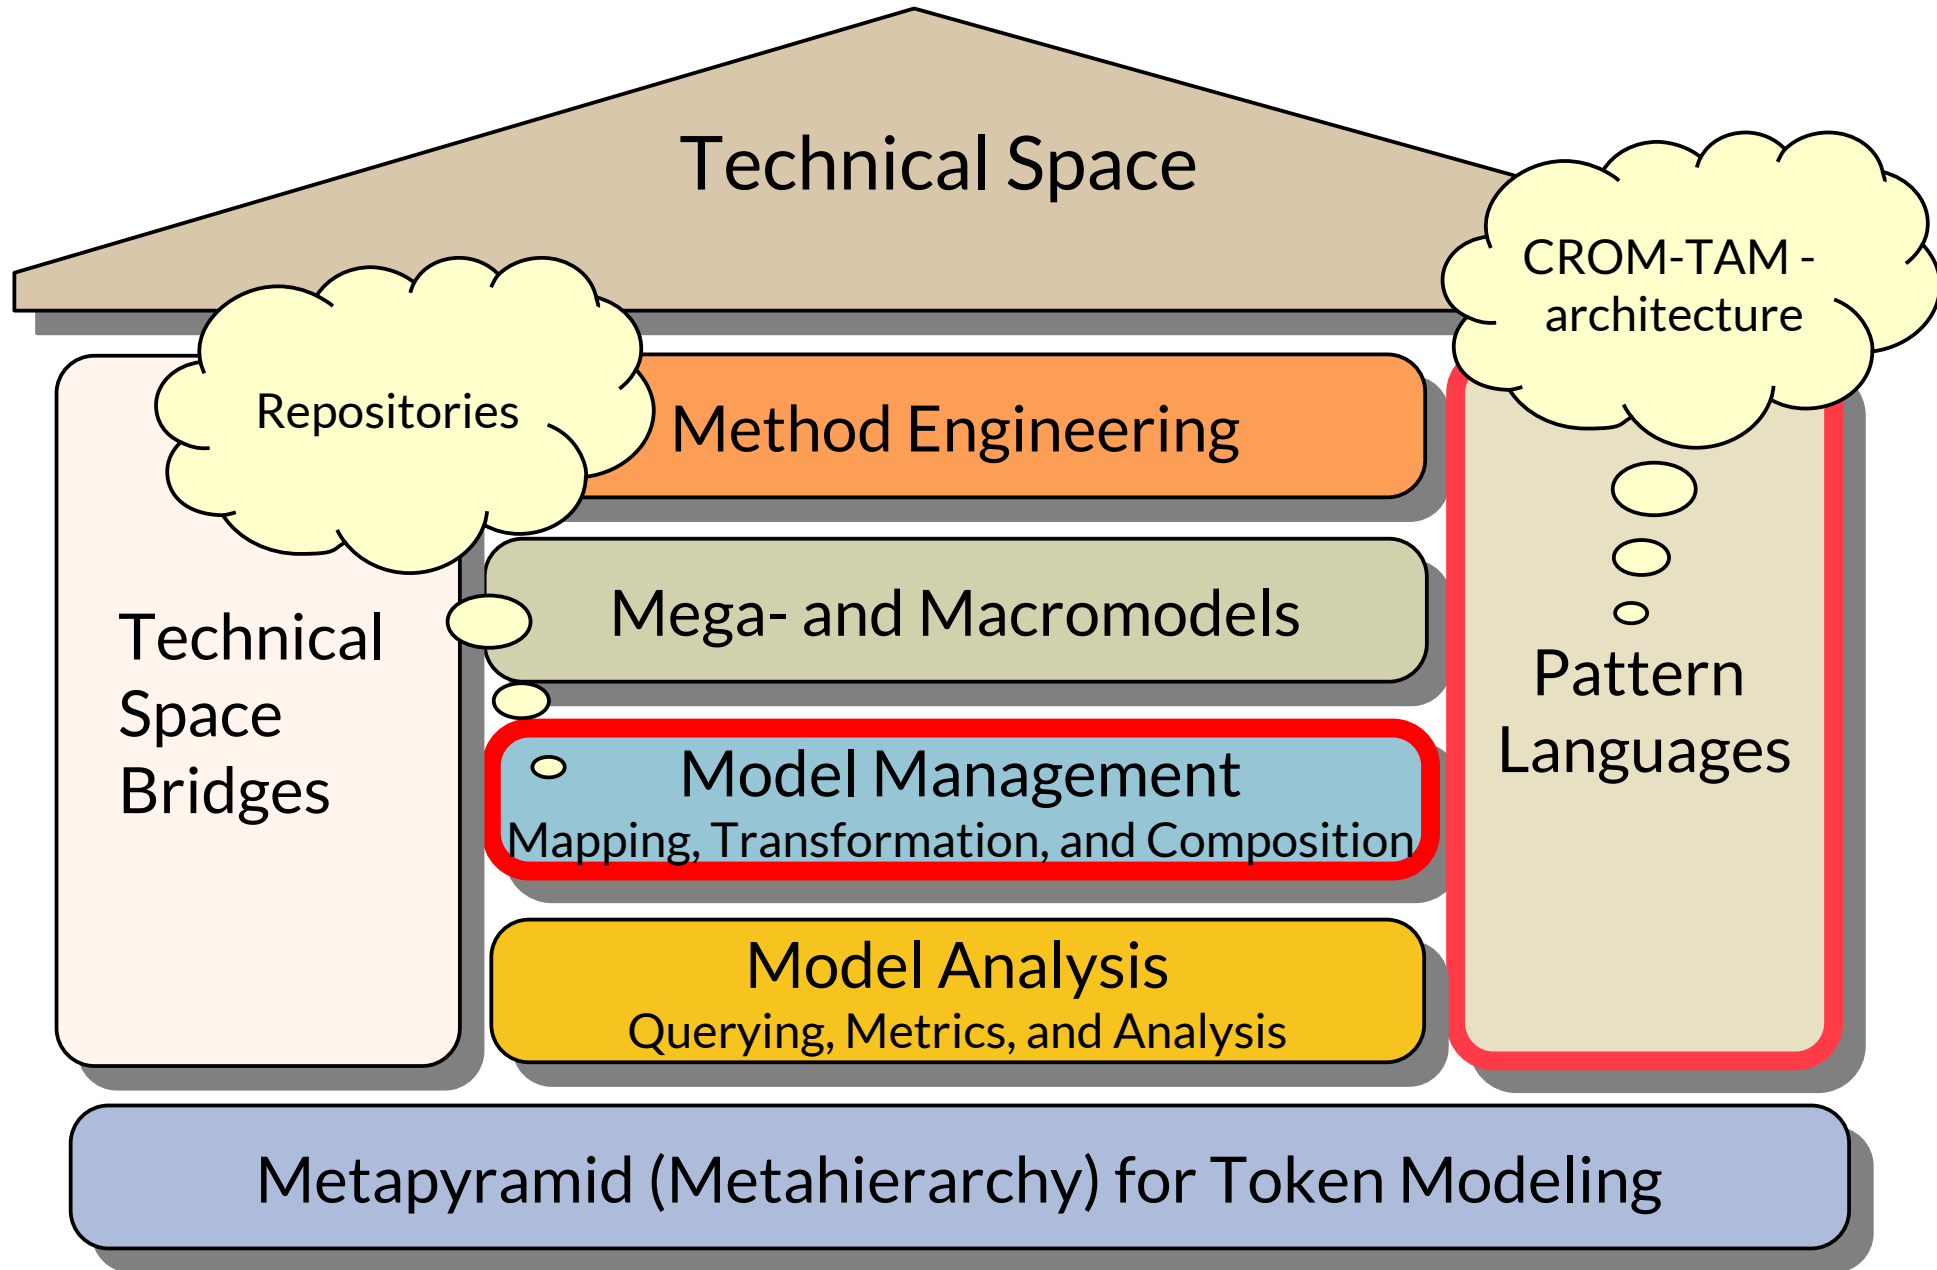 Technical Space
CROM-TAM -
architecture
Repositories
Method Engineering
Mega- and Macromodels
Technical
Space
Bridges
Pattern
Languages
Model Management
Mapping, Transformation, and Composition
Model Analysis
Querying, Metrics, and Analysis
Metapyramid (Metahierarchy) for Token Modeling